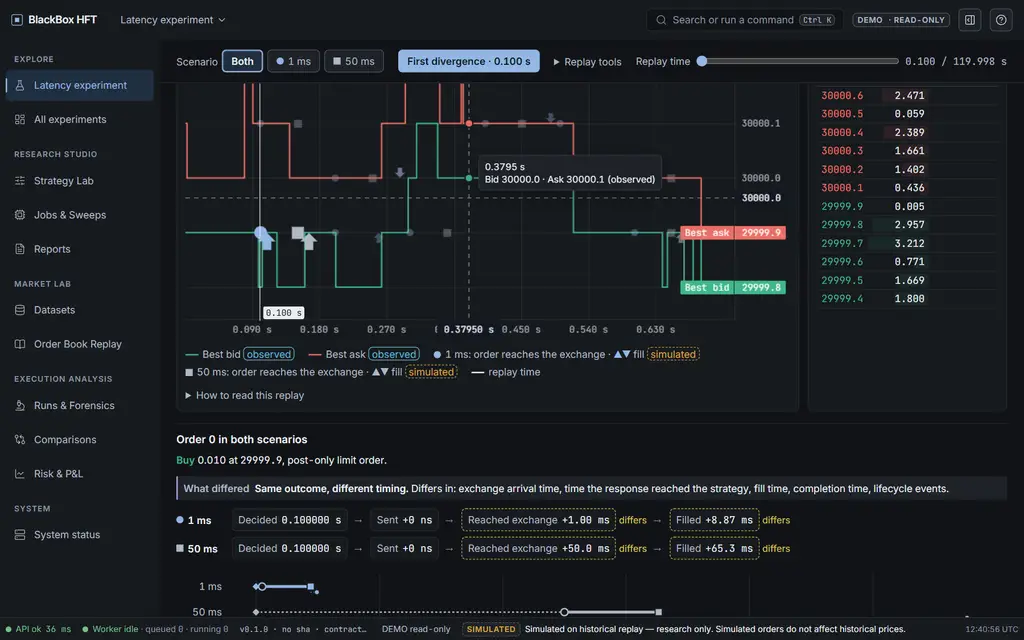 BlackBox HFT
Latency experiment
Search or run a command Ctrl K
DEMO · READ-ONLY
EXPLORE
Latency experiment
All experiments
RESEARCH STUDIO
Strategy Lab
Jobs & Sweeps
Reports
MARKET LAB
Datasets
Order Book Replay
EXECUTION ANALYSIS
Runs & Forensics
Comparisons
Risk & P&L
SYSTEM
System status
Scenario Both 1 ms 50 ms First divergence · 0.100 s Replay tools Replay time 0.100 / 119.998 s
30000.1
30000.0
30000.0
Best ask 29999.9
Best bid 29999.8
0.3795 s
Bid 30000.0 · Ask 30000.1 (observed)
0.100 s
0.090 s 0.180 s 0.270 s 0.37950 s 0.450 s 0.540 s 0.630 s
Best bid observed Best ask observed 1 ms: order reaches the exchange · ▲▼ fill simulated
50 ms: order reaches the exchange · ▲▼ fill simulated replay time
How to read this replay
30000.6 2.471
30000.5 0.059
30000.4 2.389
30000.3 1.661
30000.2 1.402
30000.1 0.436
29999.9 0.005
29999.8 2.957
29999.7 3.212
29999.6 0.771
29999.5 1.669
29999.4 1.800
Order 0 in both scenarios
Buy 0.010 at 29999.9, post-only limit order.
What differed Same outcome, different timing. Differs in: exchange arrival time, time the response reached the strategy, fill time, completion time, lifecycle events.
1 ms Decided 0.100000 s → Sent +0 ns → Reached exchange +1.00 ms differs → Filled +8.87 ms differs
50 ms Decided 0.100000 s → Sent +0 ns → Reached exchange +50.0 ms differs → Filled +65.3 ms differs
1 ms
50 ms
API ok 36 ms Worker idle · queued 0 · running 0 v0.1.0 · no sha · contract… DEMO read-only SIMULATED Simulated on historical replay — research only. Simulated orders do not affect historical prices. 12:40:56 UTC